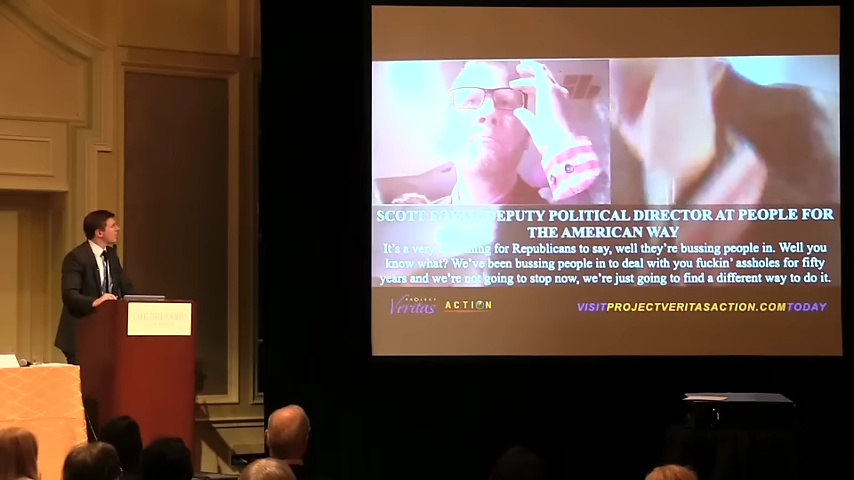 SCOTT DEPUTY POLITICAL DIRECTOR AT PEOPLE FOR
THE AMERICAN WAY
It's a very thing for Republicans to say, well they're bussing people in. Well you
know what? We've been bussing people in to deal with you fuckin' assholes for fifty
years and we're not going to stop now, we're just going to find a different way to do it.
PROJECT
Veritas ACTION
VISITPROJECTVERITASACTION.COMTODAY